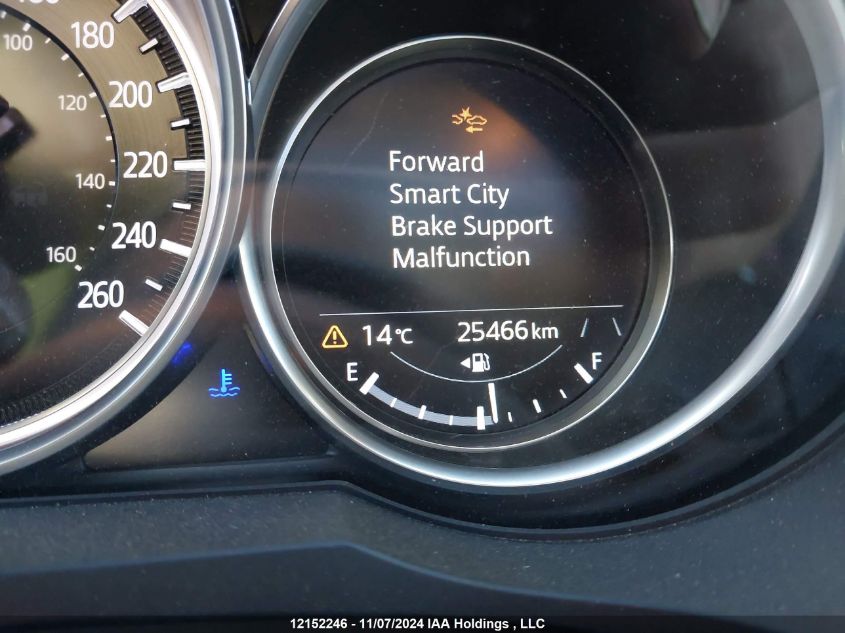 180
100
200
120
220
140
240
160
260
Forward
Smart City
Brake Support
Malfunction
14°C 25466 km
E F
12152246 - 11/07/2024 IAA Holdings , LLC